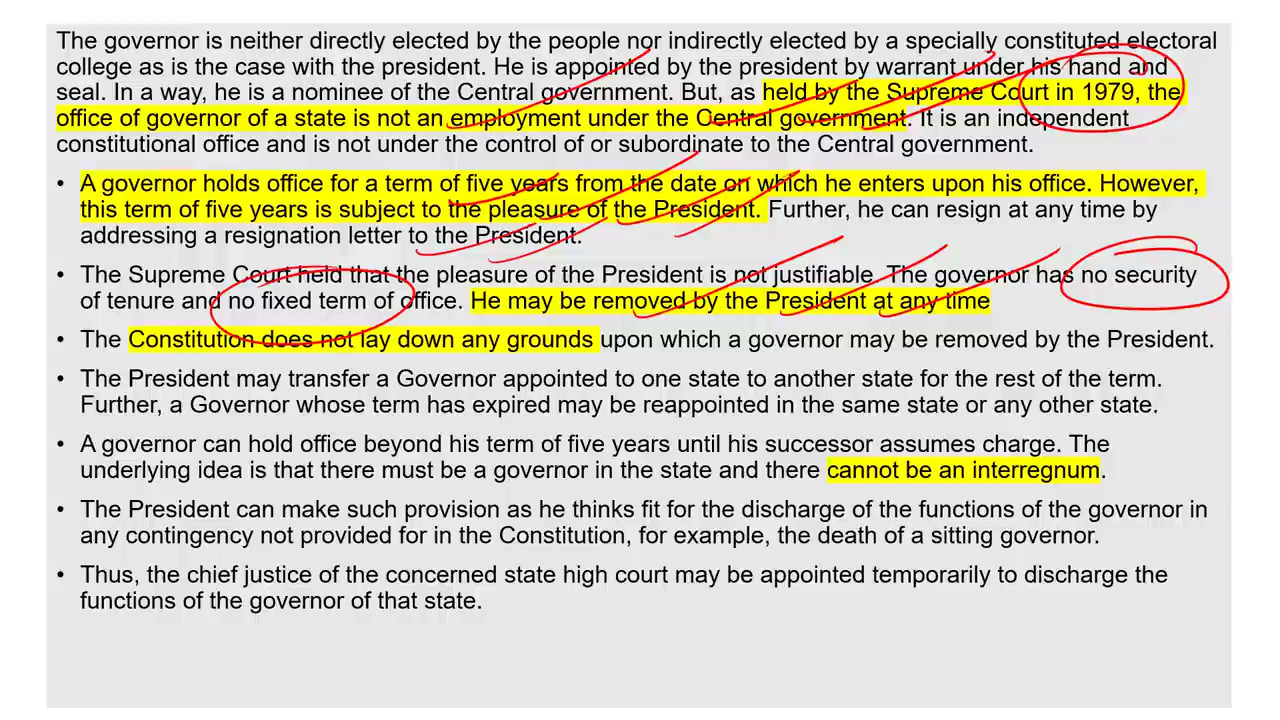 The governor is neither directly elected by the people nor indirectly elected by a specially constituted electoral
college as is the case with the president. He is appointed by the president by warrant under his hand and
seal. In a way, he is a nominee of the Central government. But, as held by the Supreme Court in 1979, the
office of governor of a state is not an employment under the Central government. It is an independent
constitutional office and is not under the control of or subordinate to the Central government.
• A governor holds office for a term of five years from the date on which he enters upon his office. However,
this term of five years is subject to the pleasure of the President. Further, he can resign at any time by
addressing a resignation letter to the President.
• The Supreme Court held that the pleasure of the President is not justifiable. The governor has no security
of tenure and no fixed term of office. He may be removed by the President at any time
• The Constitution does not lay down any grounds upon which a governor may be removed by the President.
• The President may transfer a Governor appointed to one state to another state for the rest of the term.
Further, a Governor whose term has expired may be reappointed in the same state or any other state.
• A governor can hold office beyond his term of five years until his successor assumes charge. The
underlying idea is that there must be a governor in the state and there cannot be an interregnum.
• The President can make such provision as he thinks fit for the discharge of the functions of the governor in
any contingency not provided for in the Constitution, for example, the death of a sitting governor.
• Thus, the chief justice of the concerned state high court may be appointed temporarily to discharge the
functions of the governor of that state.